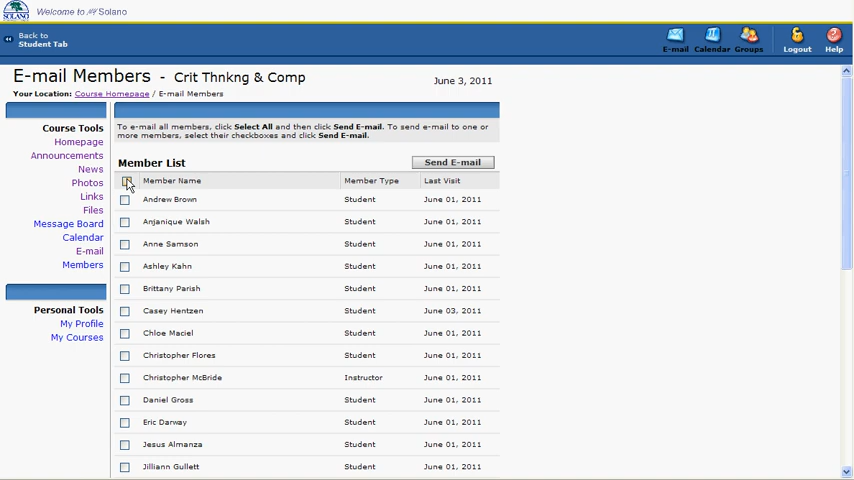 SOLANO
Welcome to My Solano
Back to
Student Tab
E-mail Calendar Groups Logout Help
E-mail Members - Crit Thnkng & Comp
June 3, 2011
Your Location: Course Homepage / E-mail Members
Course Tools
Homepage
Announcements
News
Photos
Links
Files
Message Board
Calendar
E-mail
Members
Personal Tools
My Profile
My Courses
To e-mail all members, click Select All and then click Send E-mail. To send e-mail to one or
more members, select their checkboxes and click Send E-mail.
Member List
Send E-mail
Member Name Member Type Last Visit
Andrew Brown Student June 01, 2011
Anjanique Walsh Student June 01, 2011
Anne Samson Student June 01, 2011
Ashley Kahn Student June 01, 2011
Brittany Parish Student June 01, 2011
Casey Hentzen Student June 03, 2011
Chloe Maciel Student June 01, 2011
Christopher Flores Student June 01, 2011
Christopher McBride Instructor June 01, 2011
Daniel Gross Student June 01, 2011
Eric Darway Student June 01, 2011
Jesus Almanza Student June 01, 2011
Jilliann Gullett Student June 01, 2011